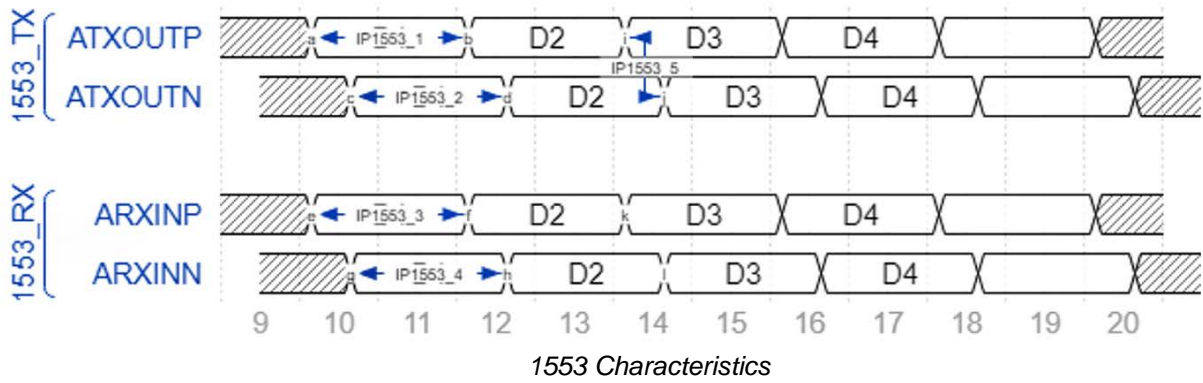 1553_TX
ATXOUTP a IP1553_1 b D2 i D3 D4
IP1553_5
ATXOUTN c IP1553_2 d D2 j D3 D4
1553_RX
ARXINP e IP1553_3 f D2 k D3 D4
ARXINN g IP1553_4 h D2 l D3 D4
9 10 11 12 13 14 15 16 17 18 19 20
1553 Characteristics